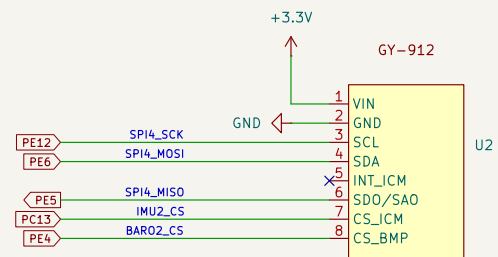 +3.3V
GY-912
1 VIN
GND 2 GND
U2
PE12 SPI4_SCK 3 SCL
PE6 SPI4_MOSI 4 SDA
5 INT_ICM
PE5 SPI4_MISO 6 SDO/SAO
PC13 IMU2_CS 7 CS_ICM
PE4 BARO2_CS 8 CS_BMP